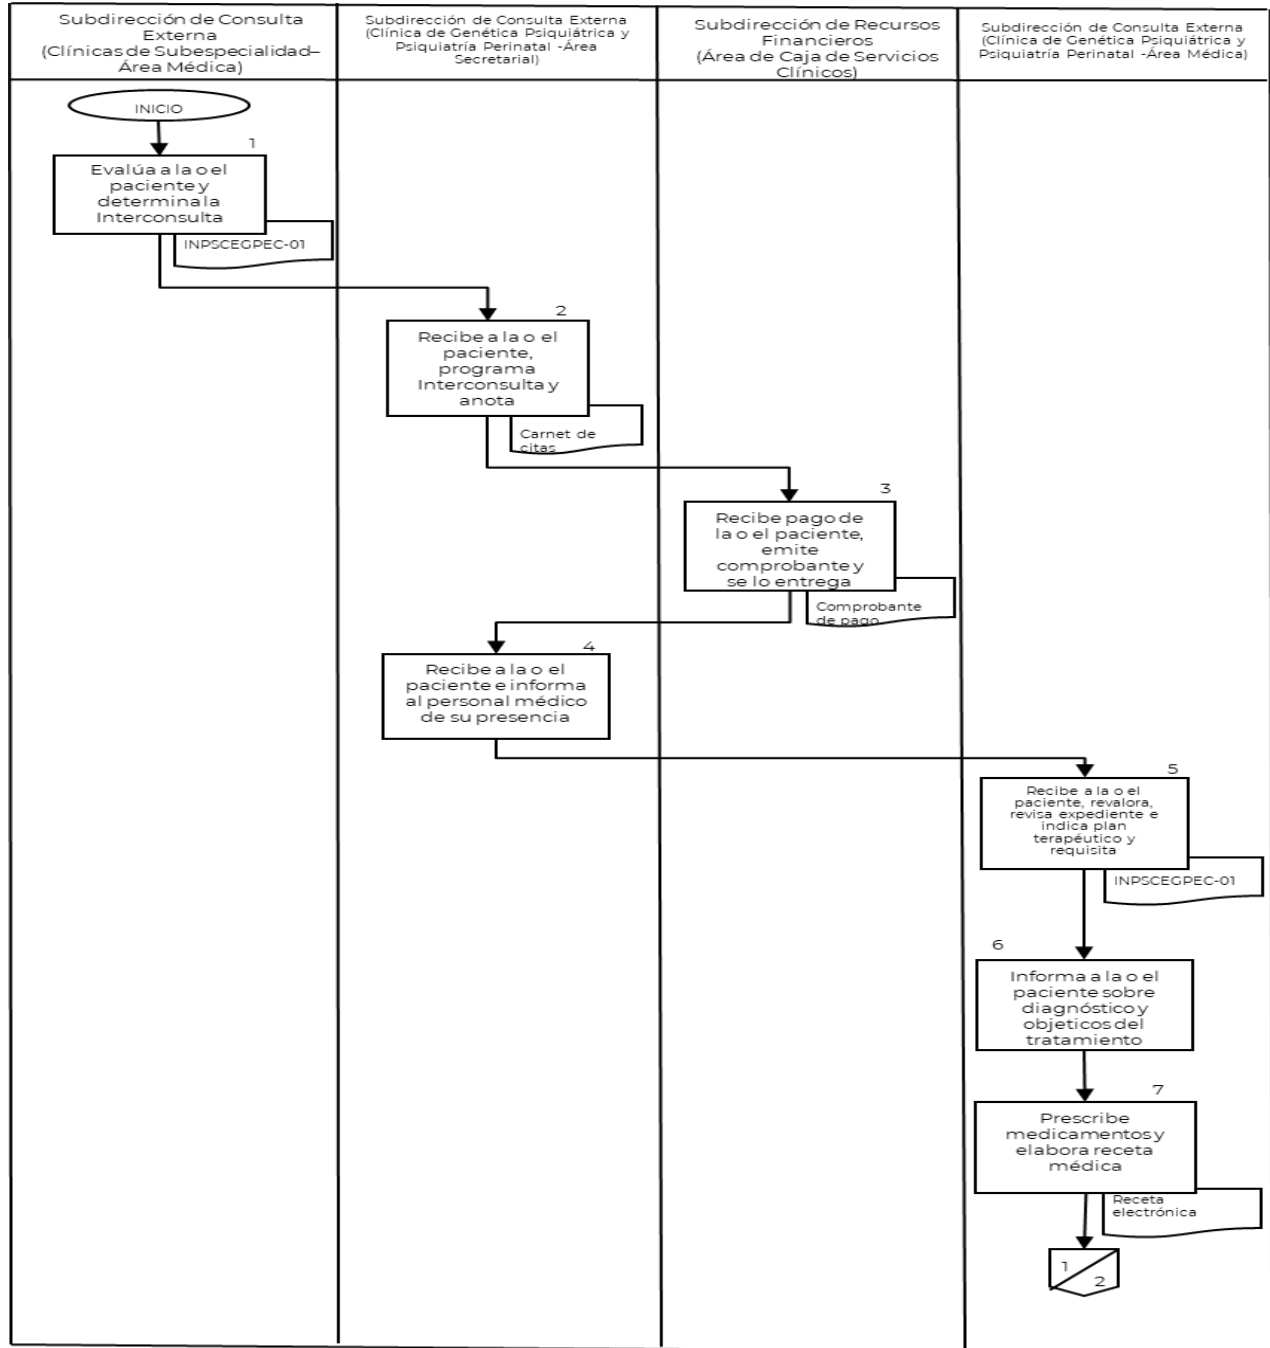 Subdirección de Consulta
Externa
(Clínicas de Subespecialidad–
Área Médica)
Subdirección de Consulta Externa
(Clínica de Genética Psiquiátrica y
Psiquiatría Perinatal -Área
Secretarial)
Subdirección de Recursos
Financieros
(Área de Caja de Servicios
Clínicos)
Subdirección de Consulta Externa
(Clínica de Genética Psiquiátrica y
Psiquiatría Perinatal -Área Médica)
INICIO
1
Evalúa a la o el
paciente y
determina la
Interconsulta
INPSCEGPEC-01
2
Recibe a la o el
paciente,
programa
Interconsulta y
anota
Carnet de
citas
3
Recibe pago de
la o el paciente,
emite
comprobante y
se lo entrega
Comprobante
de pago
4
Recibe a la o el
paciente e informa
al personal médico
de su presencia
5
Recibe a la o el
paciente, revalora,
revisa expediente e
indica plan
terapéutico y
requisita
INPSCEGPEC-01
6
Informa a la o el
paciente sobre
diagnóstico y
objeticos del
tratamiento
7
Prescribe
medicamentos y
elabora receta
médica
Receta
electrónica
1
2